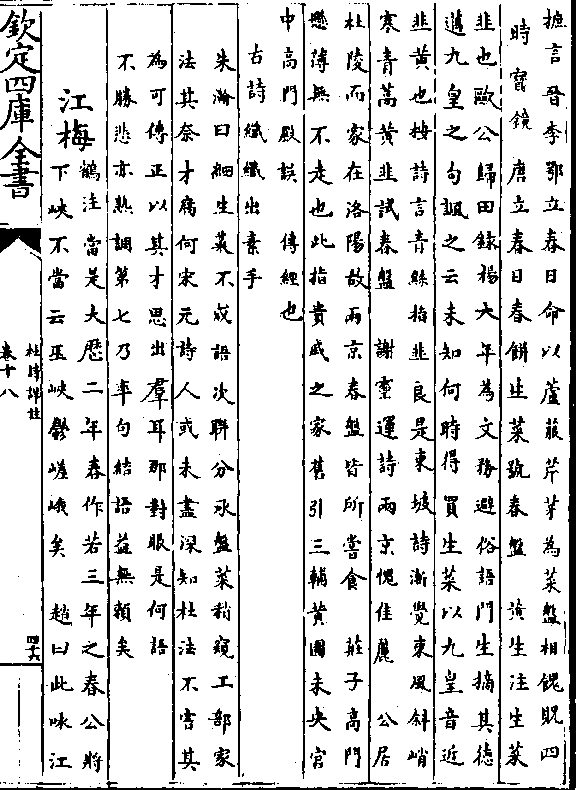 摭言晉李鄂立春日命以蘆菔芹芽為菜盤相餽貺四
時寳鏡唐立春日春餅生菜號春盤 黄生注生菜
韭也歐公歸田録楊大年為文務避俗語門生摘其德
邁九皇之句諷之云未知何時得買生菜以九皇音近
韭黄也梅詩言青絲指韭良是東坡詩漸覺東風斜峭
寒青蒿黄韭試春盤 謝靈運詩兩京愧佳麗 公居
杜陵而家在洛陽故兩京春盤皆所嘗食 莊子高門
懸薄無不走也此指貴戚之家舊引三輔黄圖未央宫
中高門殿誤 傳經也
古詩纖纖出素手
朱瀚曰細生菜不成語次聯分承盤菜稍窺工部家
法其奈才腐何宋元詩人或未盡深知杜法不害其
為可傳正以其才思出羣耳那對眼是何語
不勝悲亦熟調第七乃率句結語益無賴矣
江梅
鶴注當是大歴二年春作若三年之春公將
下峽不當云巫峽鬱嵯峨矣 趙曰此咏江
欽定四庫全書
杜詩詳註
卷十八
四十六